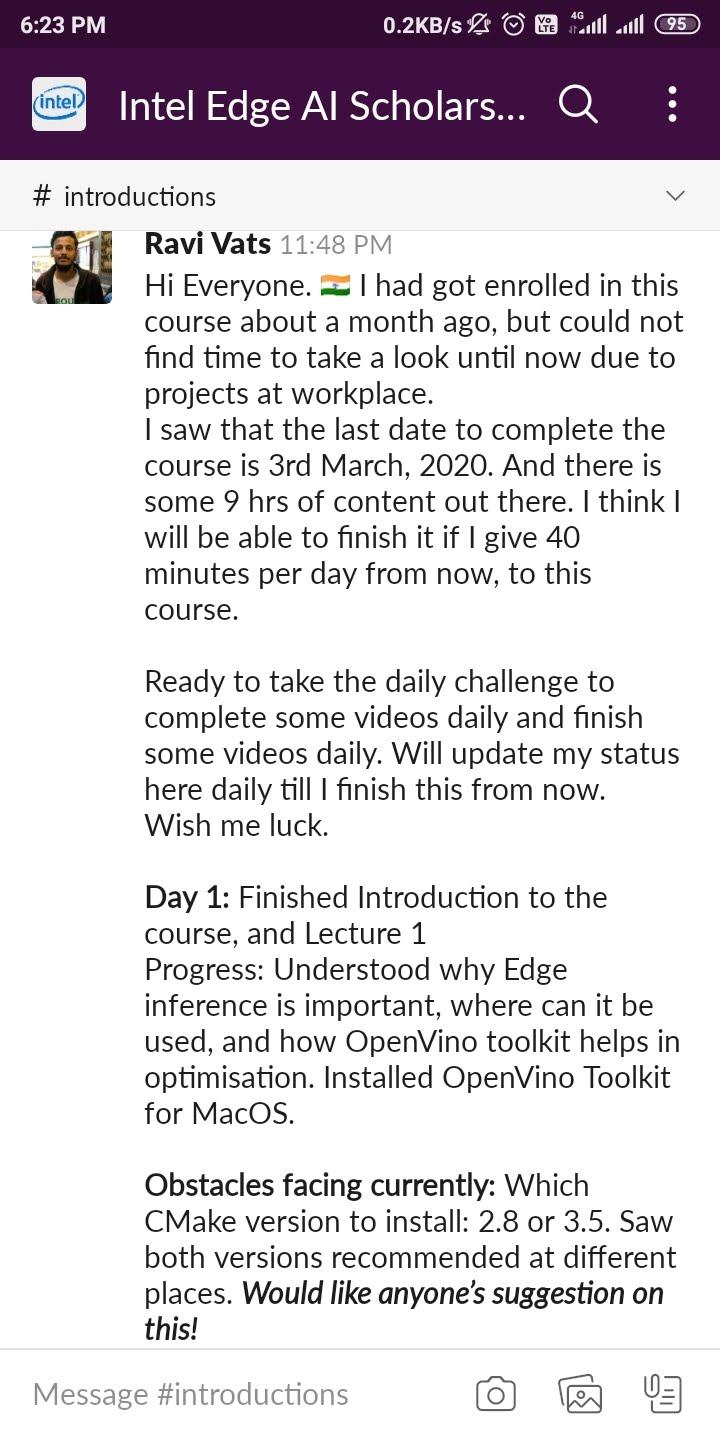 6:23 PM 0.2KB/s Vo LTE 4G 95
intel Intel Edge AI Scholars...
# introductions
Ravi Vats 11:48 PM
Hi Everyone. 🇮🇳 I had got enrolled in this
course about a month ago, but could not
find time to take a look until now due to
projects at workplace.
I saw that the last date to complete the
course is 3rd March, 2020. And there is
some 9 hrs of content out there. I think I
will be able to finish it if I give 40
minutes per day from now, to this
course.
Ready to take the daily challenge to
complete some videos daily and finish
some videos daily. Will update my status
here daily till I finish this from now.
Wish me luck.
Day 1: Finished Introduction to the
course, and Lecture 1
Progress: Understood why Edge
inference is important, where can it be
used, and how OpenVino toolkit helps in
optimisation. Installed OpenVino Toolkit
for MacOS.
Obstacles facing currently: Which
CMake version to install: 2.8 or 3.5. Saw
both versions recommended at different
places. Would like anyone's suggestion on
this!
Message #introductions